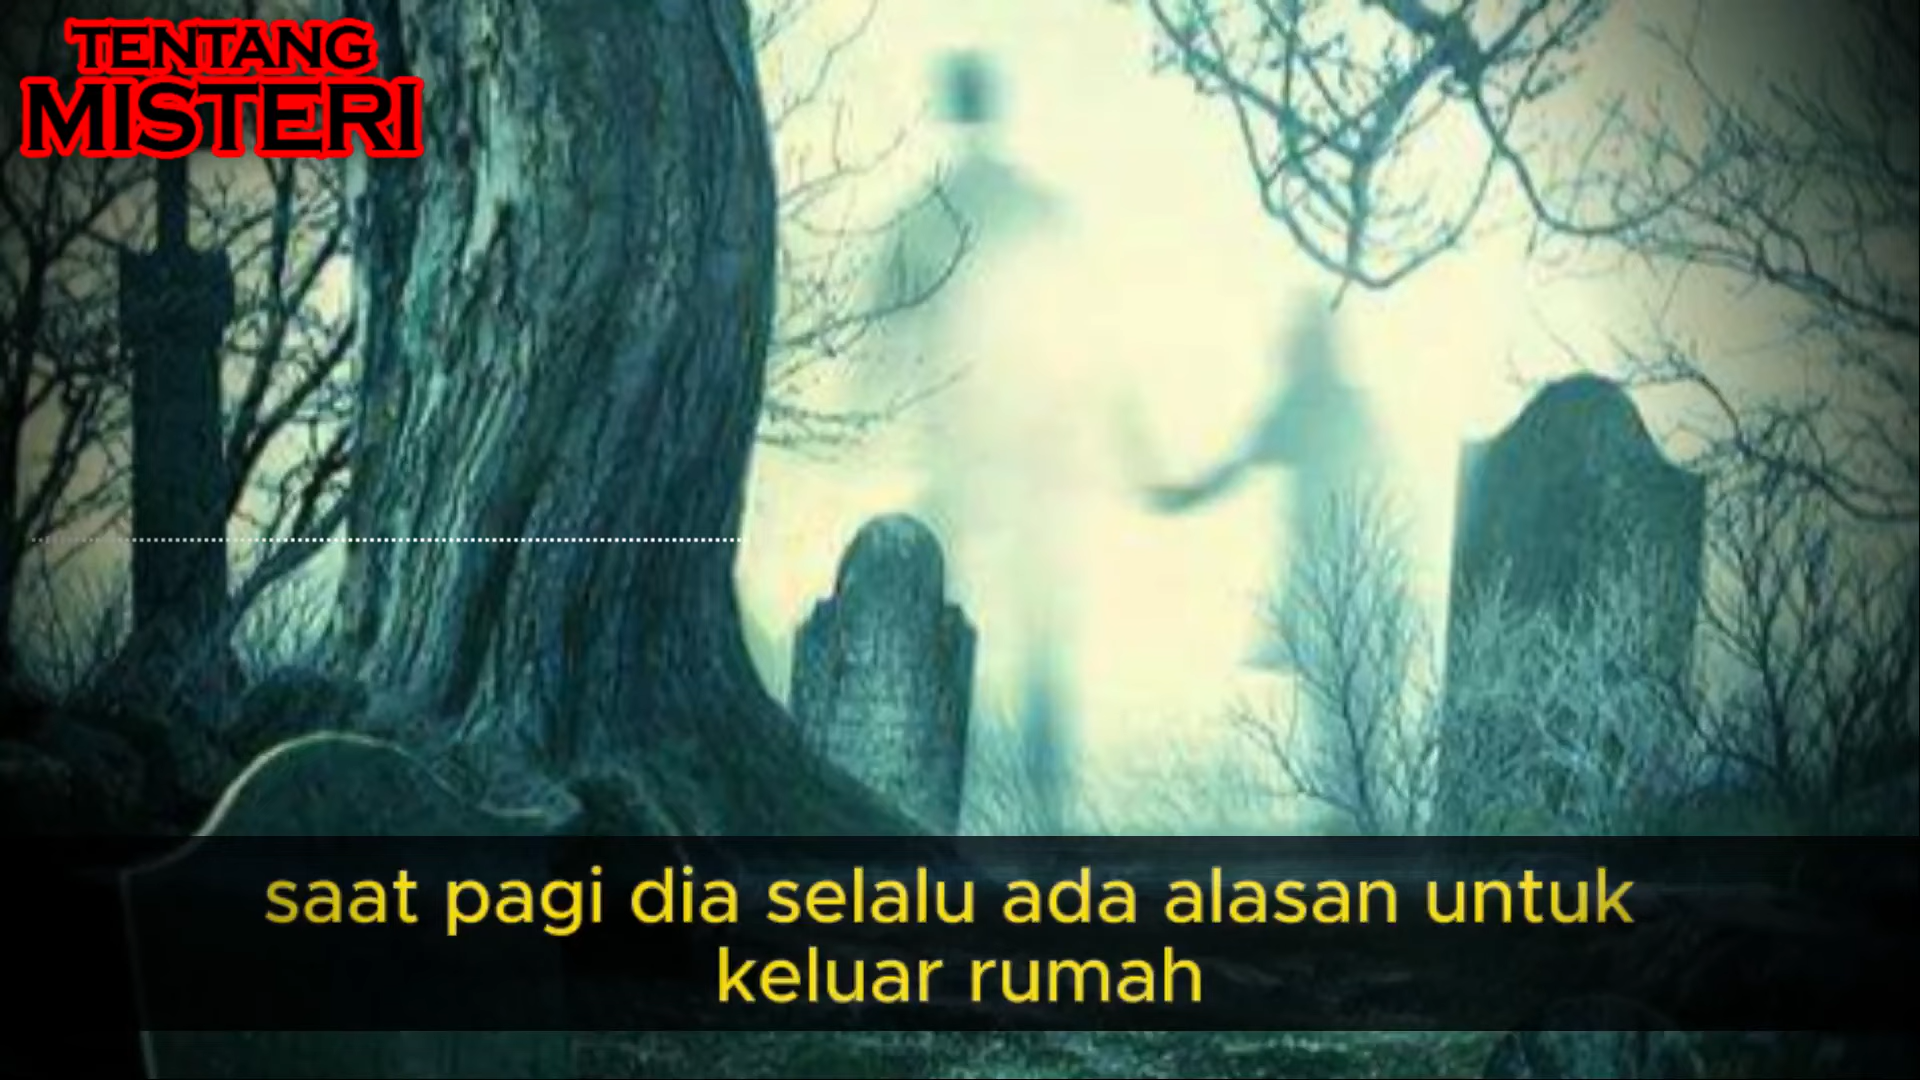 TENTANG
MISTERI
saat pagi dia selalu ada alasan untuk
keluar rumah